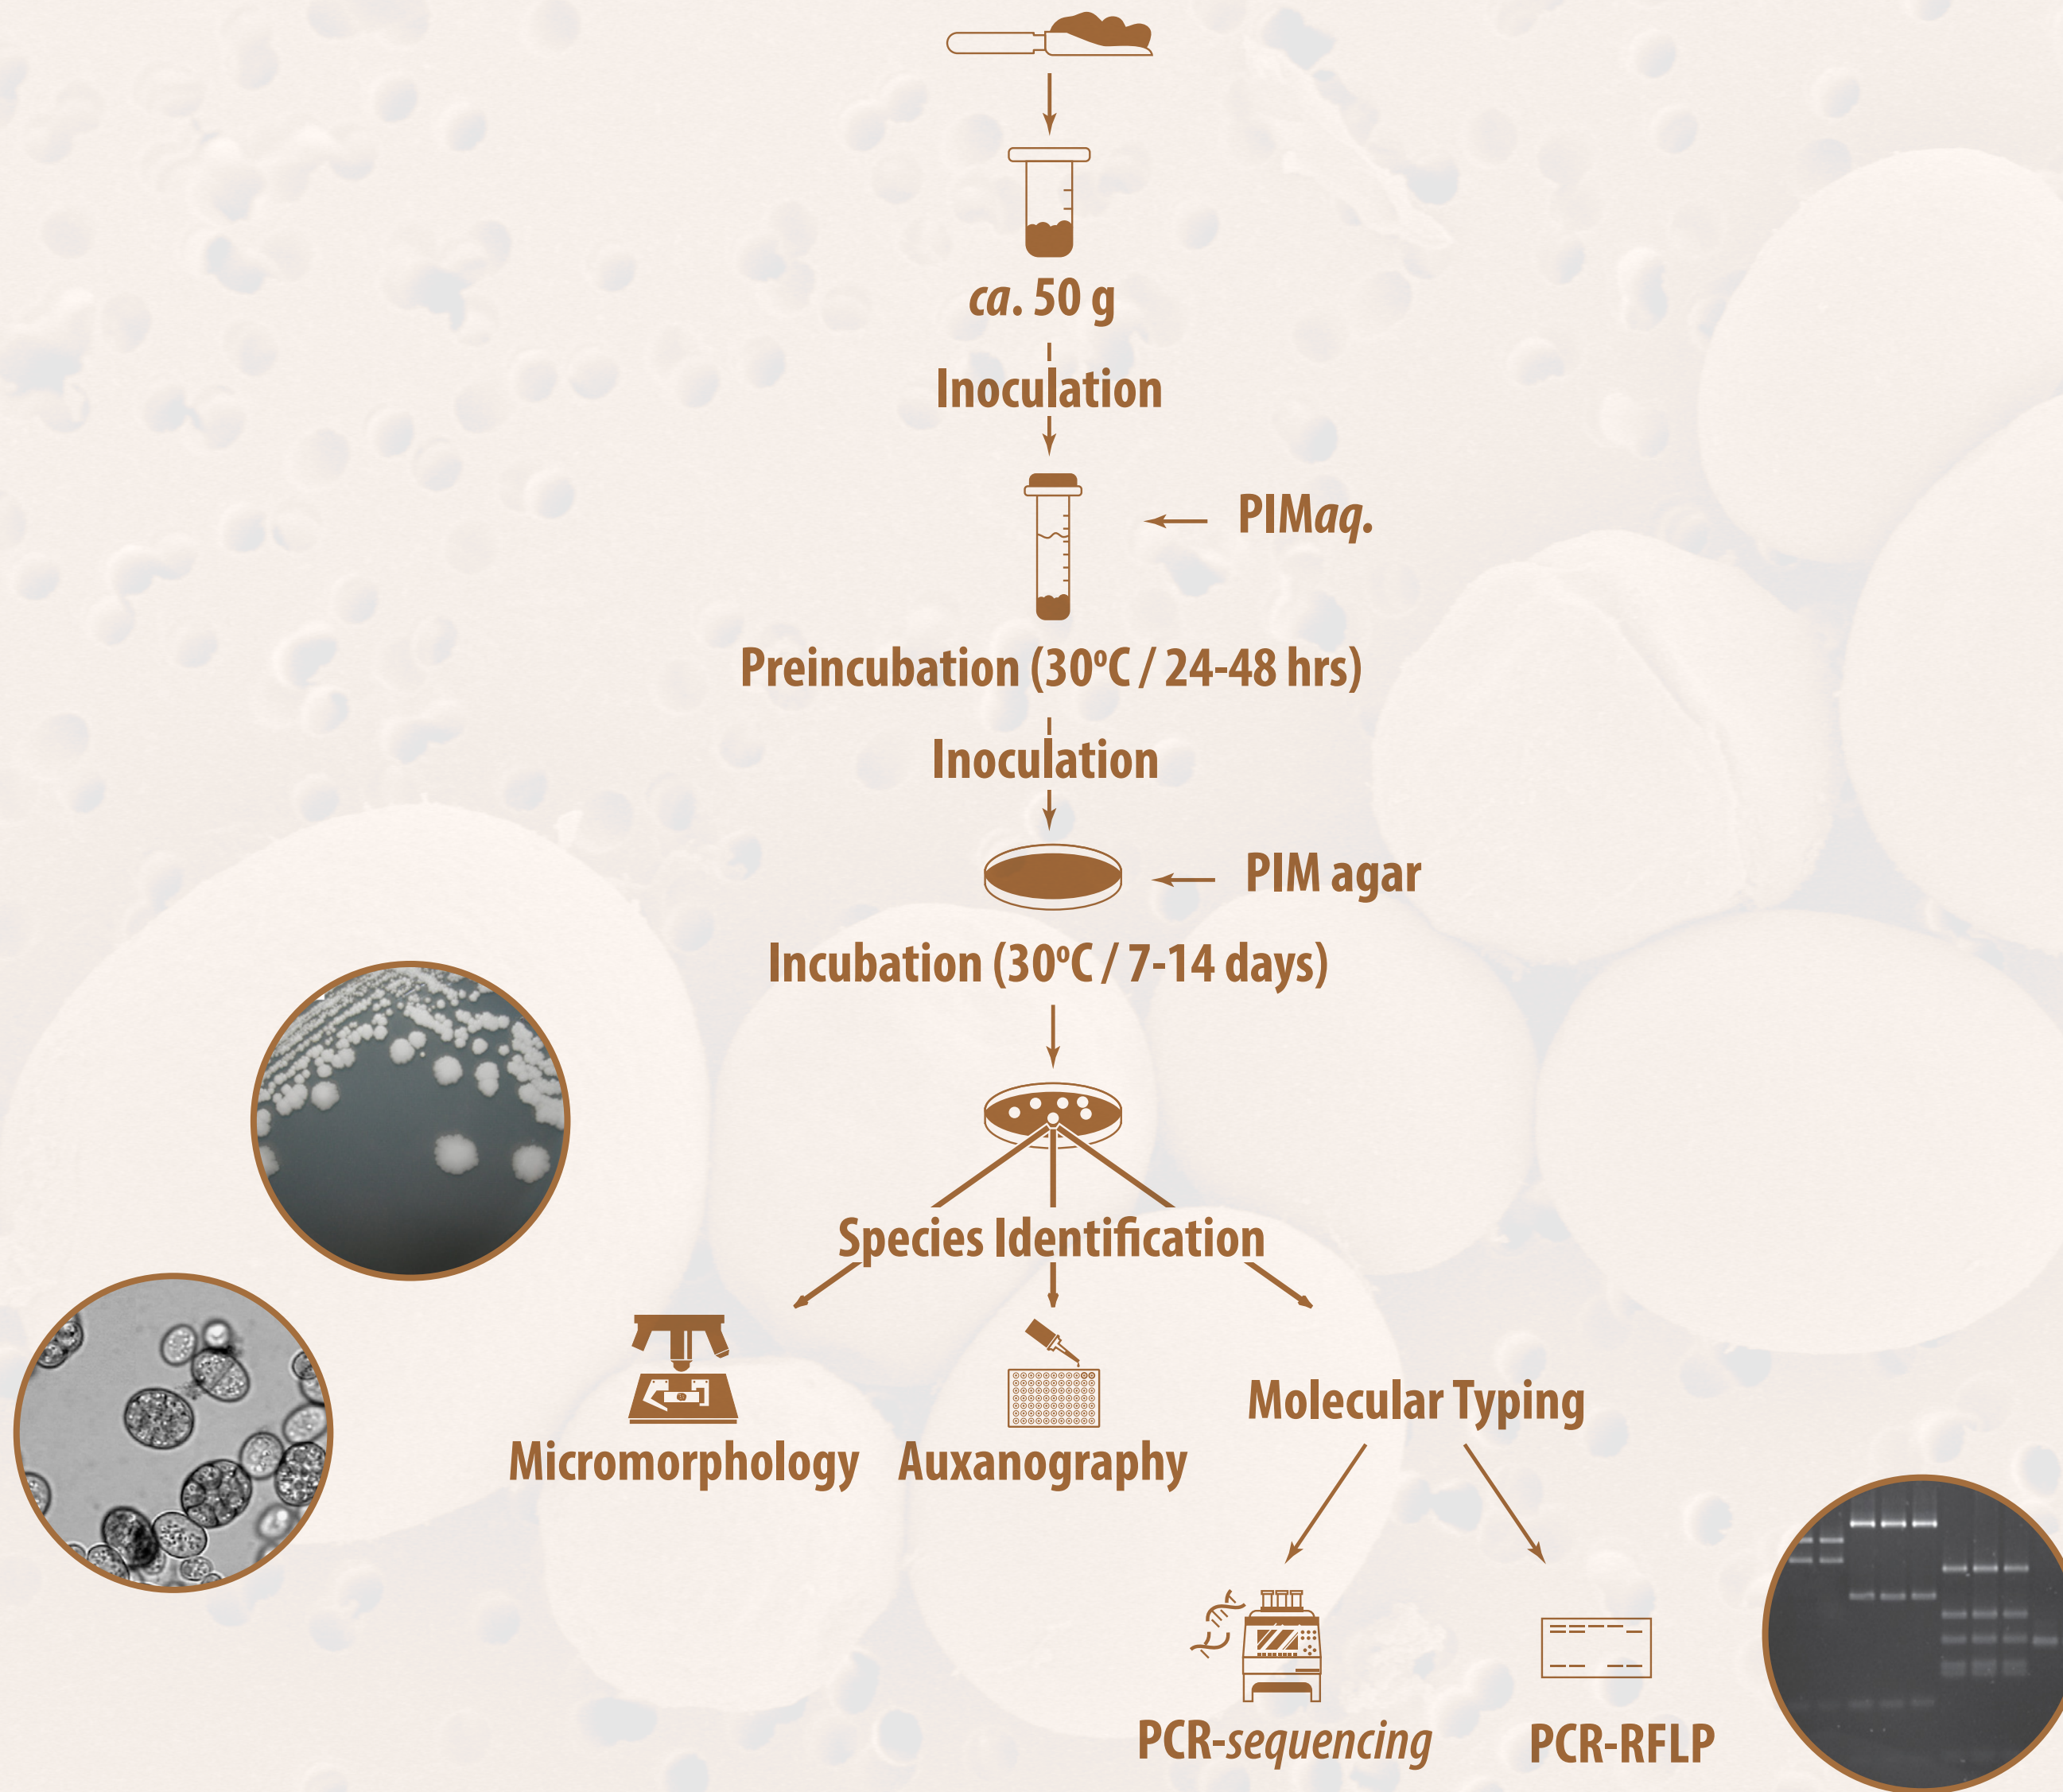 ca. 50 g
Inoculation
PIMaq.
Preincubation (30ºC / 24-48 hrs)
Inoculation
PIM agar
Incubation (30ºC / 7-14 days)
Species Identification
Micromorphology
Auxanography
Molecular Typing
PCR-sequencing
PCR-RFLP